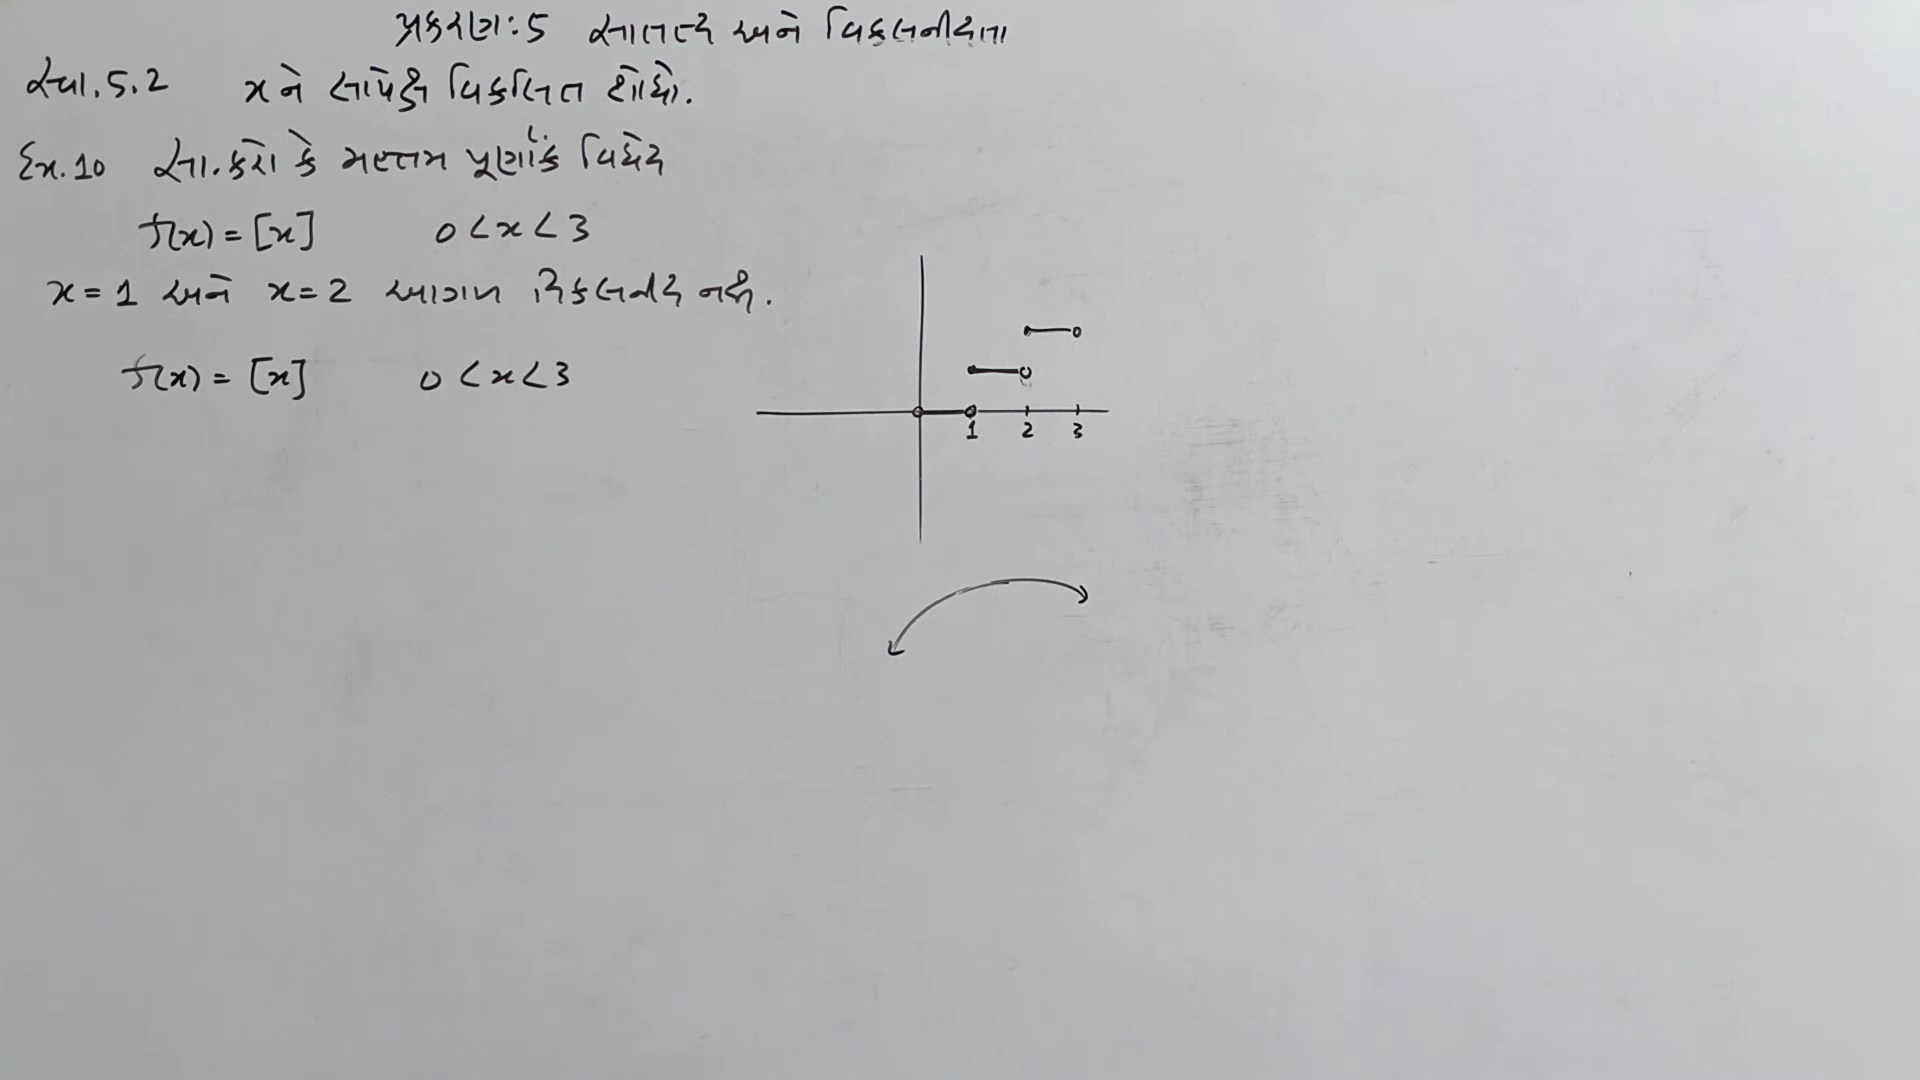 પ્રકરણ: 5 સાતત્ય અને વિકલનીયતા
સ્વા. 5.2 x ને સાપેક્ષ વિકલિત શોધો.
Ex. 10 સા. કરો કે મહત્તમ પૂર્ણાંક વિધેય
f(x) = [x] 0 < x < 3
x = 1 અને x = 2 આગળ વિકલનીય નથી.
f(x) = [x] 0 < x < 3
1 2 3